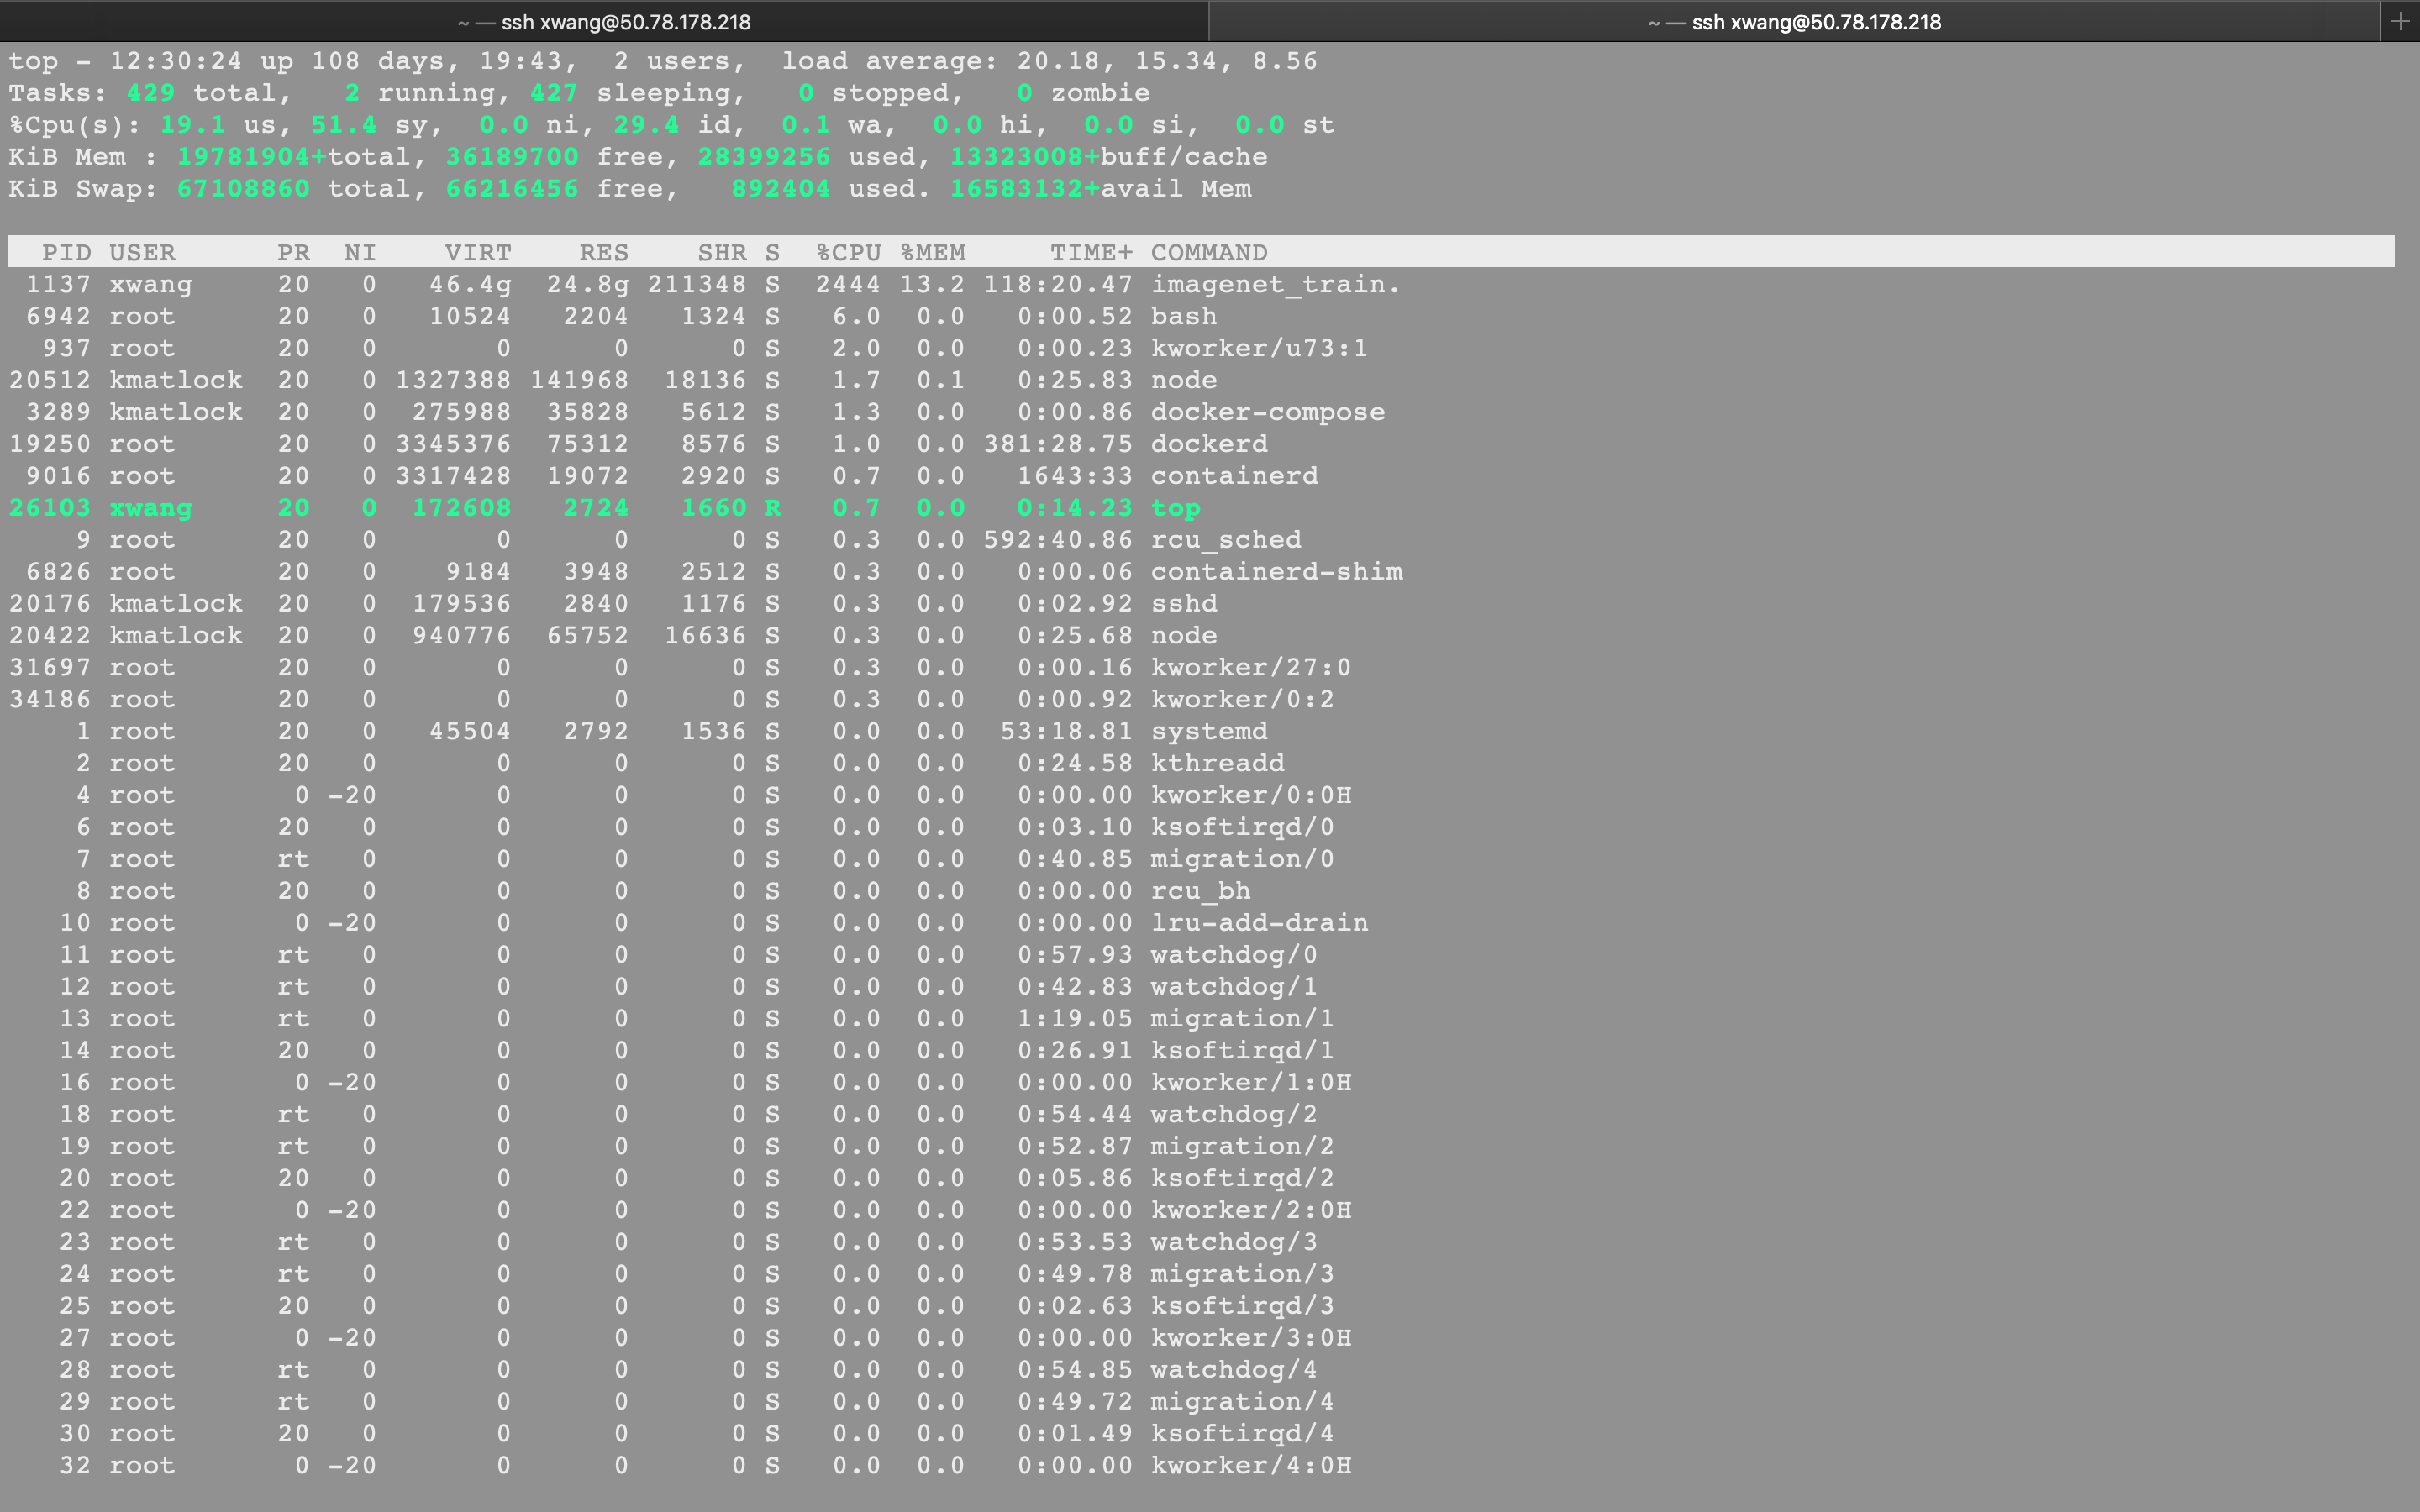 ~ — ssh xwang@50.78.178.218 ~ — ssh xwang@50.78.178.218 +
top - 12:30:24 up 108 days, 19:43,  2 users,  load average: 20.18, 15.34, 8.56
Tasks: 429 total,   2 running, 427 sleeping,   0 stopped,   0 zombie
%Cpu(s): 19.1 us, 51.4 sy,  0.0 ni, 29.4 id,  0.1 wa,  0.0 hi,  0.0 si,  0.0 st
KiB Mem : 19781904+total, 36189700 free, 28399256 used, 13323008+buff/cache
KiB Swap: 67108860 total, 66216456 free,   892404 used. 16583132+avail Mem
  PID USER      PR  NI    VIRT    RES    SHR S  %CPU %MEM     TIME+ COMMAND
 1137 xwang     20   0   46.4g  24.8g 211348 S  2444 13.2 118:20.47 imagenet_train.
 6942 root      20   0   10524   2204   1324 S   6.0  0.0   0:00.52 bash
  937 root      20   0       0      0      0 S   2.0  0.0   0:00.23 kworker/u73:1
20512 kmatlock  20   0 1327388 141968  18136 S   1.7  0.1   0:25.83 node
 3289 kmatlock  20   0  275988  35828   5612 S   1.3  0.0   0:00.86 docker-compose
19250 root      20   0 3345376  75312   8576 S   1.0  0.0 381:28.75 dockerd
 9016 root      20   0 3317428  19072   2920 S   0.7  0.0   1643:33 containerd
26103 xwang     20   0  172608   2724   1660 R   0.7  0.0   0:14.23 top
    9 root      20   0       0      0      0 S   0.3  0.0 592:40.86 rcu_sched
 6826 root      20   0    9184   3948   2512 S   0.3  0.0   0:00.06 containerd-shim
20176 kmatlock  20   0  179536   2840   1176 S   0.3  0.0   0:02.92 sshd
20422 kmatlock  20   0  940776  65752  16636 S   0.3  0.0   0:25.68 node
31697 root      20   0       0      0      0 S   0.3  0.0   0:00.16 kworker/27:0
34186 root      20   0       0      0      0 S   0.3  0.0   0:00.92 kworker/0:2
    1 root      20   0   45504   2792   1536 S   0.0  0.0  53:18.81 systemd
    2 root      20   0       0      0      0 S   0.0  0.0   0:24.58 kthreadd
    4 root       0 -20       0      0      0 S   0.0  0.0   0:00.00 kworker/0:0H
    6 root      20   0       0      0      0 S   0.0  0.0   0:03.10 ksoftirqd/0
    7 root      rt   0       0      0      0 S   0.0  0.0   0:40.85 migration/0
    8 root      20   0       0      0      0 S   0.0  0.0   0:00.00 rcu_bh
   10 root       0 -20       0      0      0 S   0.0  0.0   0:00.00 lru-add-drain
   11 root      rt   0       0      0      0 S   0.0  0.0   0:57.93 watchdog/0
   12 root      rt   0       0      0      0 S   0.0  0.0   0:42.83 watchdog/1
   13 root      rt   0       0      0      0 S   0.0  0.0   1:19.05 migration/1
   14 root      20   0       0      0      0 S   0.0  0.0   0:26.91 ksoftirqd/1
   16 root       0 -20       0      0      0 S   0.0  0.0   0:00.00 kworker/1:0H
   18 root      rt   0       0      0      0 S   0.0  0.0   0:54.44 watchdog/2
   19 root      rt   0       0      0      0 S   0.0  0.0   0:52.87 migration/2
   20 root      20   0       0      0      0 S   0.0  0.0   0:05.86 ksoftirqd/2
   22 root       0 -20       0      0      0 S   0.0  0.0   0:00.00 kworker/2:0H
   23 root      rt   0       0      0      0 S   0.0  0.0   0:53.53 watchdog/3
   24 root      rt   0       0      0      0 S   0.0  0.0   0:49.78 migration/3
   25 root      20   0       0      0      0 S   0.0  0.0   0:02.63 ksoftirqd/3
   27 root       0 -20       0      0      0 S   0.0  0.0   0:00.00 kworker/3:0H
   28 root      rt   0       0      0      0 S   0.0  0.0   0:54.85 watchdog/4
   29 root      rt   0       0      0      0 S   0.0  0.0   0:49.72 migration/4
   30 root      20   0       0      0      0 S   0.0  0.0   0:01.49 ksoftirqd/4
   32 root       0 -20       0      0      0 S   0.0  0.0   0:00.00 kworker/4:0H